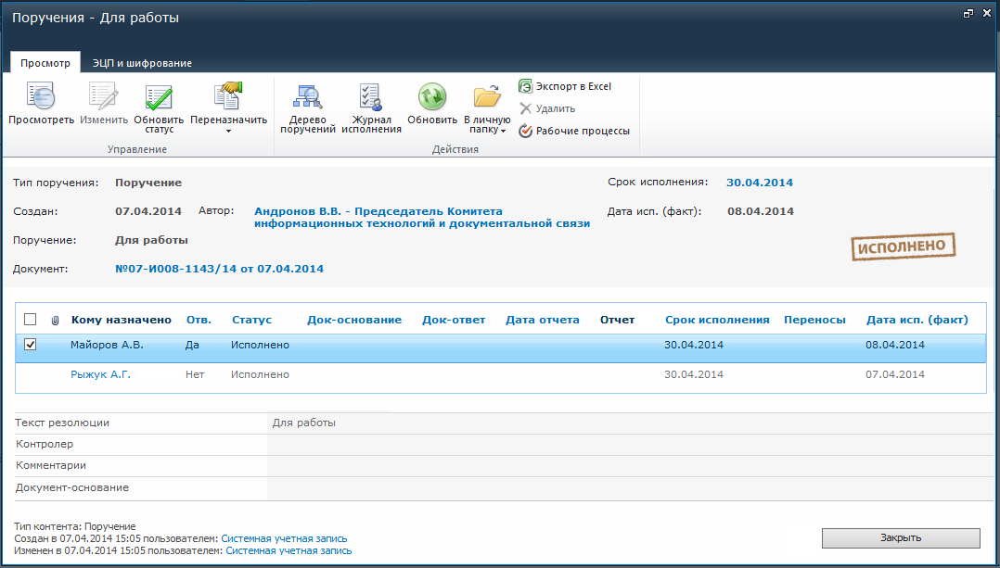 Поручения - Для работы
Просмотр ЭЦП и шифрование
Просмотреть Изменить Обновить статус Переназначить
Управление
Дерево поручений Журнал исполнения Обновить В личную папку
Экспорт в Excel
Удалить
Рабочие процессы
Действия
Тип поручения: Поручение Срок исполнения: 30.04.2014
Создан: 07.04.2014 Автор: Андронов В.В. - Председатель Комитета
информационных технологий и документальной связи
Дата исп. (факт): 08.04.2014
Поручение: Для работы
ИСПОЛНЕНО
Документ: №07-И008-1143/14 от 07.04.2014
Кому назначено Отв. Статус Док-основание Док-ответ Дата отчета Отчет Срок исполнения Переносы Дата исп. (факт)
Майоров А.В. Да Исполнено 30.04.2014 08.04.2014
Рыжук А.Г. Нет Исполнено 30.04.2014 07.04.2014
Текст резолюции Для работы
Контролер
Комментарии
Документ-основание
Тип контента: Поручение
Создан в 07.04.2014 15:05 пользователем: Системная учетная запись
Изменен в 07.04.2014 15:05 пользователем: Системная учетная запись
Закрыть